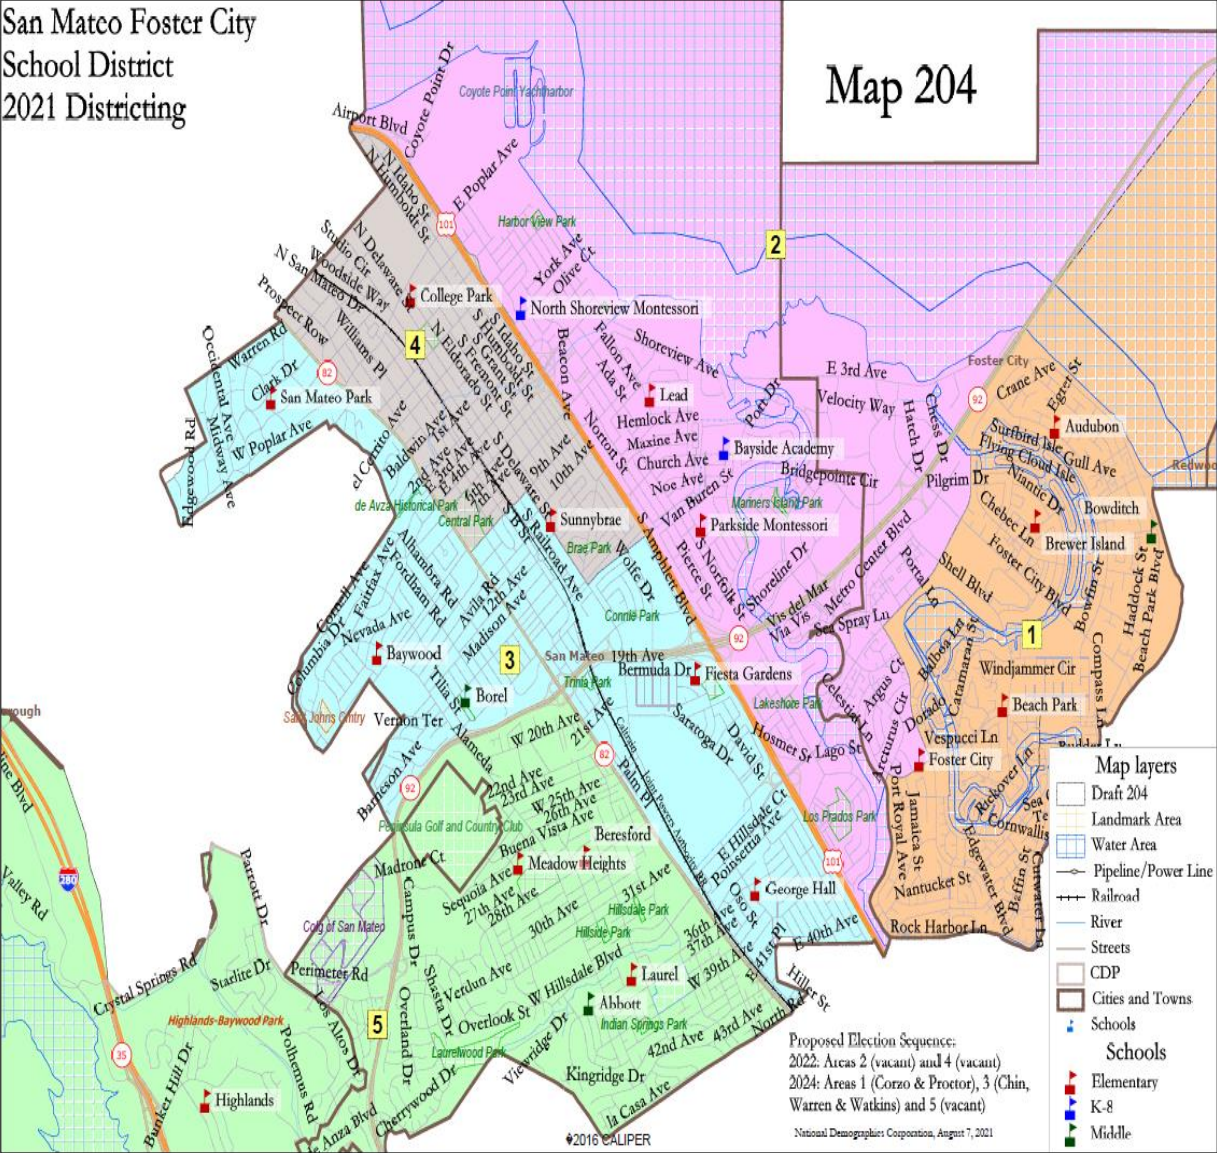 San Mateo Foster City
School District
2021 Districting
Map 204
Airport Blvd
Coyote Point Dr
Coyote Point Yachtharbor
N Idaho St
N Humboldt St
E Poplar Ave
101
Harbor View Park
2
Studio Cir
N Delaware St
Woodside Way
N San Mateo Dr
York Ave
Olive Ct
Prospect Row
College Park
North Shoreview Montessori
Williams Pl
Occidental Ave
Warren Rd
4
N Eldorado St
S Idaho St
S Humboldt St
S Grant St
S Fremont St
Beacon Ave
Fallon Ave
Shoreview Ave
Ada St
E 3rd Ave
Foster City
Crane Ave
Egret St
Clark Dr
82
San Mateo Park
Lead
Port Dr
Velocity Way
92
Hatch Dr
Chess Dr
Audubon
Midway Ave
W Poplar Ave
Edgewood Rd
el Cerrito Ave
Baldwin Ave
1st Ave
2nd Ave
3rd Ave
E 4th Ave
6th Ave
7th Ave
S Delaware St
9th Ave
10th Ave
Norton St
Hemlock Ave
Maxine Ave
Church Ave
Noe Ave
Van Buren St
Bayside Academy
Bridgepointe Cir
Pilgrim Dr
Surfbird Isle
Gull Ave
Flying Cloud Isle
Niantic Dr
Redwoo
de Avza Historical Park
Central Park
S B St
S Railroad Ave
Sunnybrae
Brae Park
S Amphlett Blvd
Parkside Montessori
Mariners Island Park
Metro Center Blvd
Chebec Ln
Bowditch
Brewer Island
Foster City Blvd
Alhambra Rd
Fordham Rd
Fairfax Ave
Cornell Ave
Columbia Dr
Nevada Ave
Avila Rd
12th Ave
Madison Ave
Wolfe Dr
Pierce St
S Norfolk St
Shoreline Dr
Vis del Mar
Via Vis
Portal Ln
Shell Blvd
Bowfin St
Haddock St
Beach Park Blvd
Connie Park
Sea Spray Ln
1
Baywood
3
San Mateo
19th Ave
Bermuda Dr
92
Fiesta Gardens
Balboa Ln
Catamaran St
Windjammer Cir
Compass Ln
Tilia St
Borel
Trinta Park
Lakeshore Park
Celestial Ln
Argus Ct
Arcturus Cir
Dorado
Beach Park
Vespucci Ln
Vernon Ter
Alameda
W 20th Ave
21st Ave
Saratoga Dr
David St
Hosmer St
Lago St
Foster City
Barneson Ave
92
82
Palm Pl
Caltrain
Joint Powers Authority RR
22nd Ave
23rd Ave
W 25th Ave
26th Ave
Buena Vista Ave
Peninsula Golf and Country Club
Beresford
Meadow Heights
E Hillsdale Ct
Poinsettia Ave
Los Prados Park
Port Royal Ave
Jamaica St
Rickover Ln
Cornwallis
Edgewater Blvd
Baffin St
Cutwater Ln
Nantucket St
Rock Harbor Ln
Madrone Ct
Sequoia Ave
27th Ave
28th Ave
30th Ave
31st Ave
Hillsdale Park
Hillside Park
George Hall
101
Oso St
36th Ave
37th Ave
W 39th Ave
E 40th Ave
41st Pl
Hiller St
280
Valley Rd
Parrott Dr
Colg of San Mateo
Campus Dr
Perimeter Rd
Crystal Springs Rd
Starlite Dr
Highlands-Baywood Park
Verdun Ave
W Hillsdale Blvd
Laurel
Abbott
Indian Springs Park
Shasta Dr
Overland Dr
Overlook St
Laurelwood Park
5
Los Altos Dr
Polhemus Rd
35
Bunker Hill Dr
Highlands
Cherrywood Dr
Viewridge Dr
Kingridge Dr
42nd Ave
43rd Ave
North Rd
la Casa Ave
©2016 CALIPER
Map layers
Draft 204
Landmark Area
Water Area
Pipeline/Power Line
Railroad
River
Streets
CDP
Cities and Towns
Schools
Schools
Elementary
K-8
Middle
Proposed Election Sequence:
2022: Areas 2 (vacant) and 4 (vacant)
2024: Areas 1 (Corzo & Proctor), 3 (Chin,
Warren & Watkins) and 5 (vacant)
National Demographics Corporation, August 7, 2021